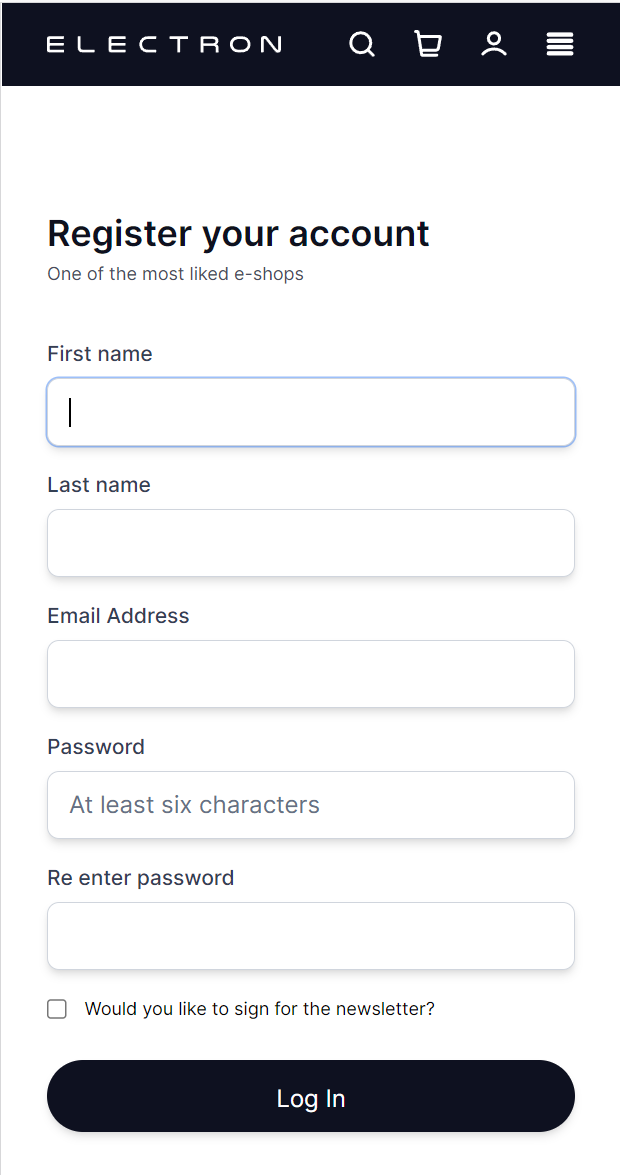 ELECTRON
Register your account
One of the most liked e-shops
First name
Last name
Email Address
Password
At least six characters
Re enter password
Would you like to sign for the newsletter?
Log In